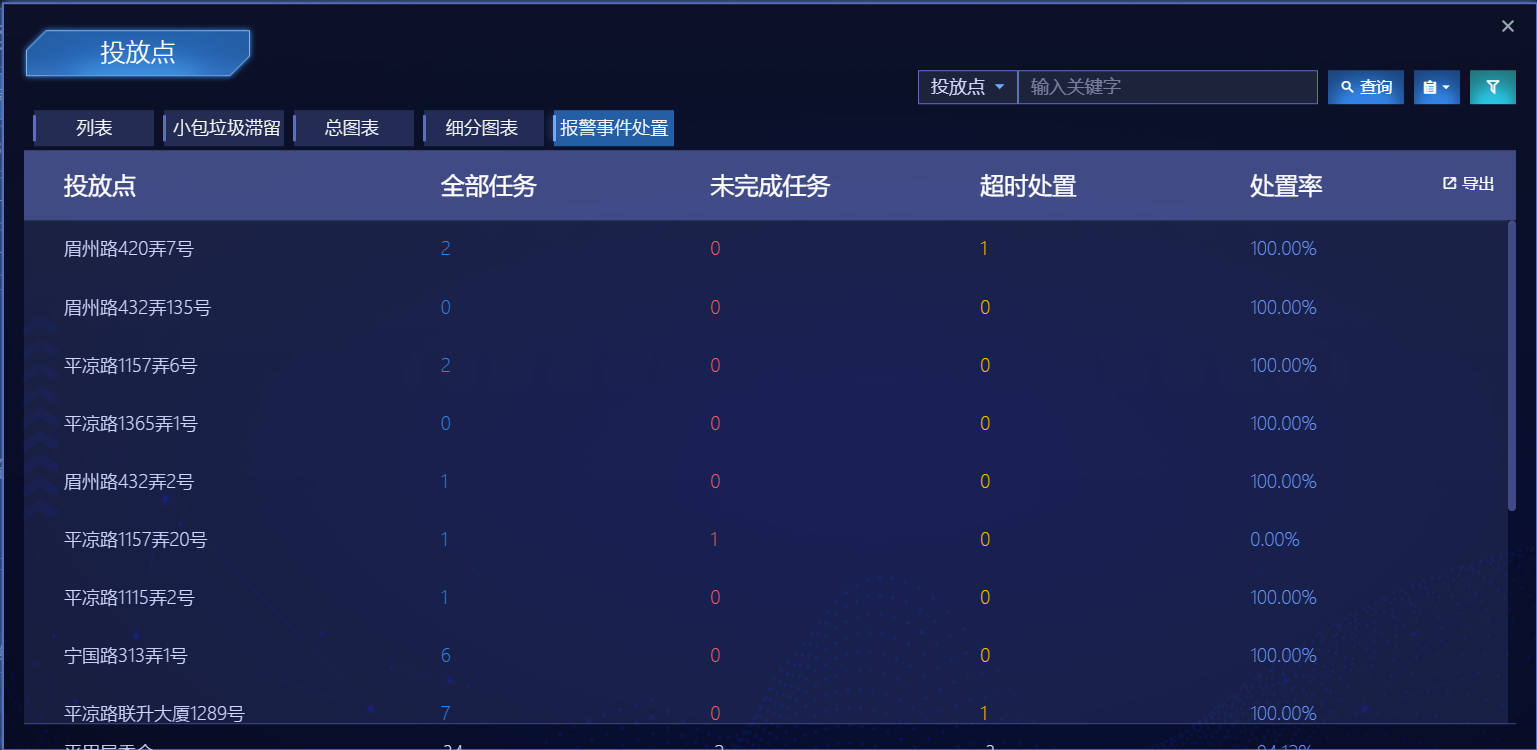 投放点
投放点 输入关键字 查询
列表 小包垃圾滞留 总图表 细分图表 报警事件处置
投放点 全部任务 未完成任务 超时处置 处置率 导出
眉州路420弄7号 2 0 1 100.00%
眉州路432弄135号 0 0 0 100.00%
平凉路1157弄6号 2 0 0 100.00%
平凉路1365弄1号 0 0 0 100.00%
眉州路432弄2号 1 0 0 100.00%
平凉路1157弄20号 1 1 0 0.00%
平凉路1115弄2号 1 0 0 100.00%
宁国路313弄1号 6 0 0 100.00%
平凉路联升大厦1289号 7 0 1 100.00%